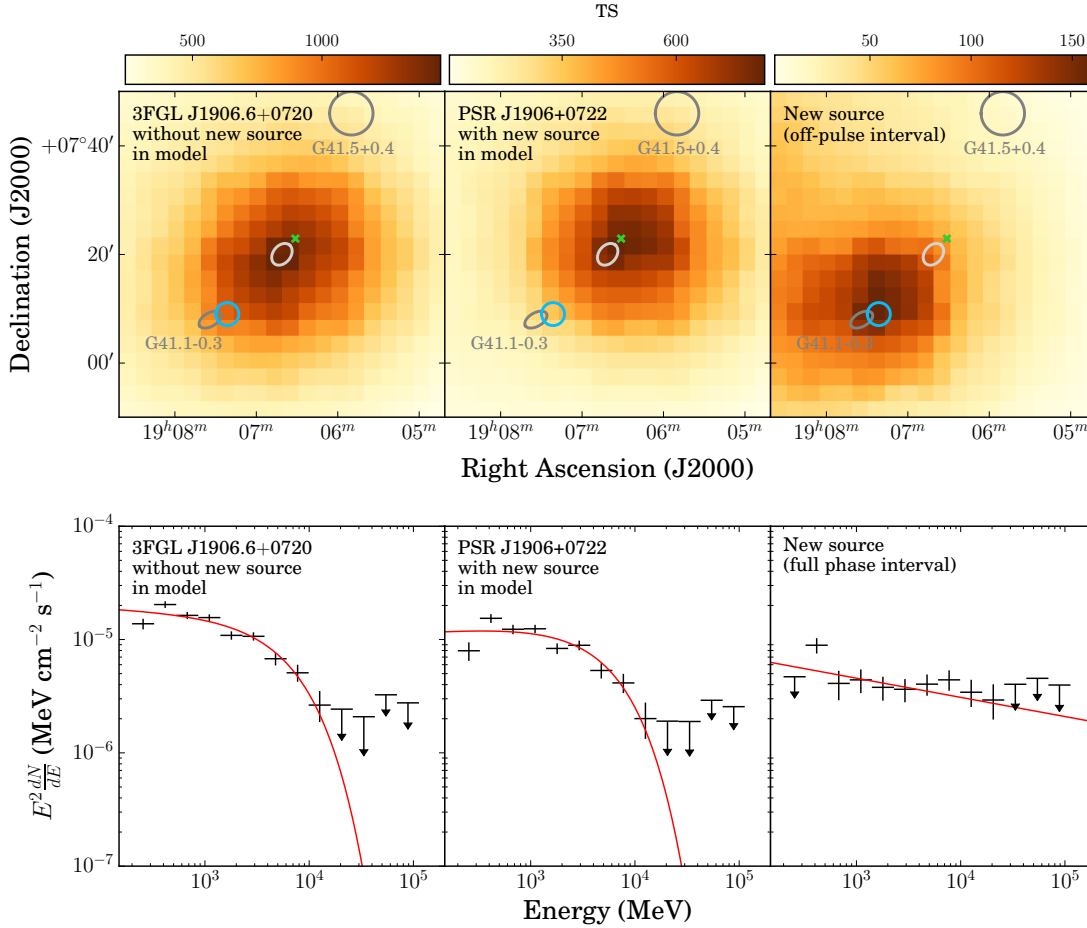 TS
500 1000
350 600
50 100 150
3FGL J1906.6+0720
without new source
in model
G41.5+0.4
G41.1-0.3
PSR J1906+0722
with new source
in model
G41.5+0.4
G41.1-0.3
New source
(off-pulse interval)
G41.5+0.4
G41.1-0.3
+07°40′
20′
00′
Declination (J2000)
19ʰ08ᵐ 07ᵐ 06ᵐ 05ᵐ
19ʰ08ᵐ 07ᵐ 06ᵐ 05ᵐ
19ʰ08ᵐ 07ᵐ 06ᵐ 05ᵐ
Right Ascension (J2000)
3FGL J1906.6+0720
without new source
in model
PSR J1906+0722
with new source
in model
New source
(full phase interval)
10⁻⁴
10⁻⁵
10⁻⁶
10⁻⁷
E² dN/dE (MeV cm⁻² s⁻¹)
10³ 10⁴ 10⁵
10³ 10⁴ 10⁵
10³ 10⁴ 10⁵
Energy (MeV)